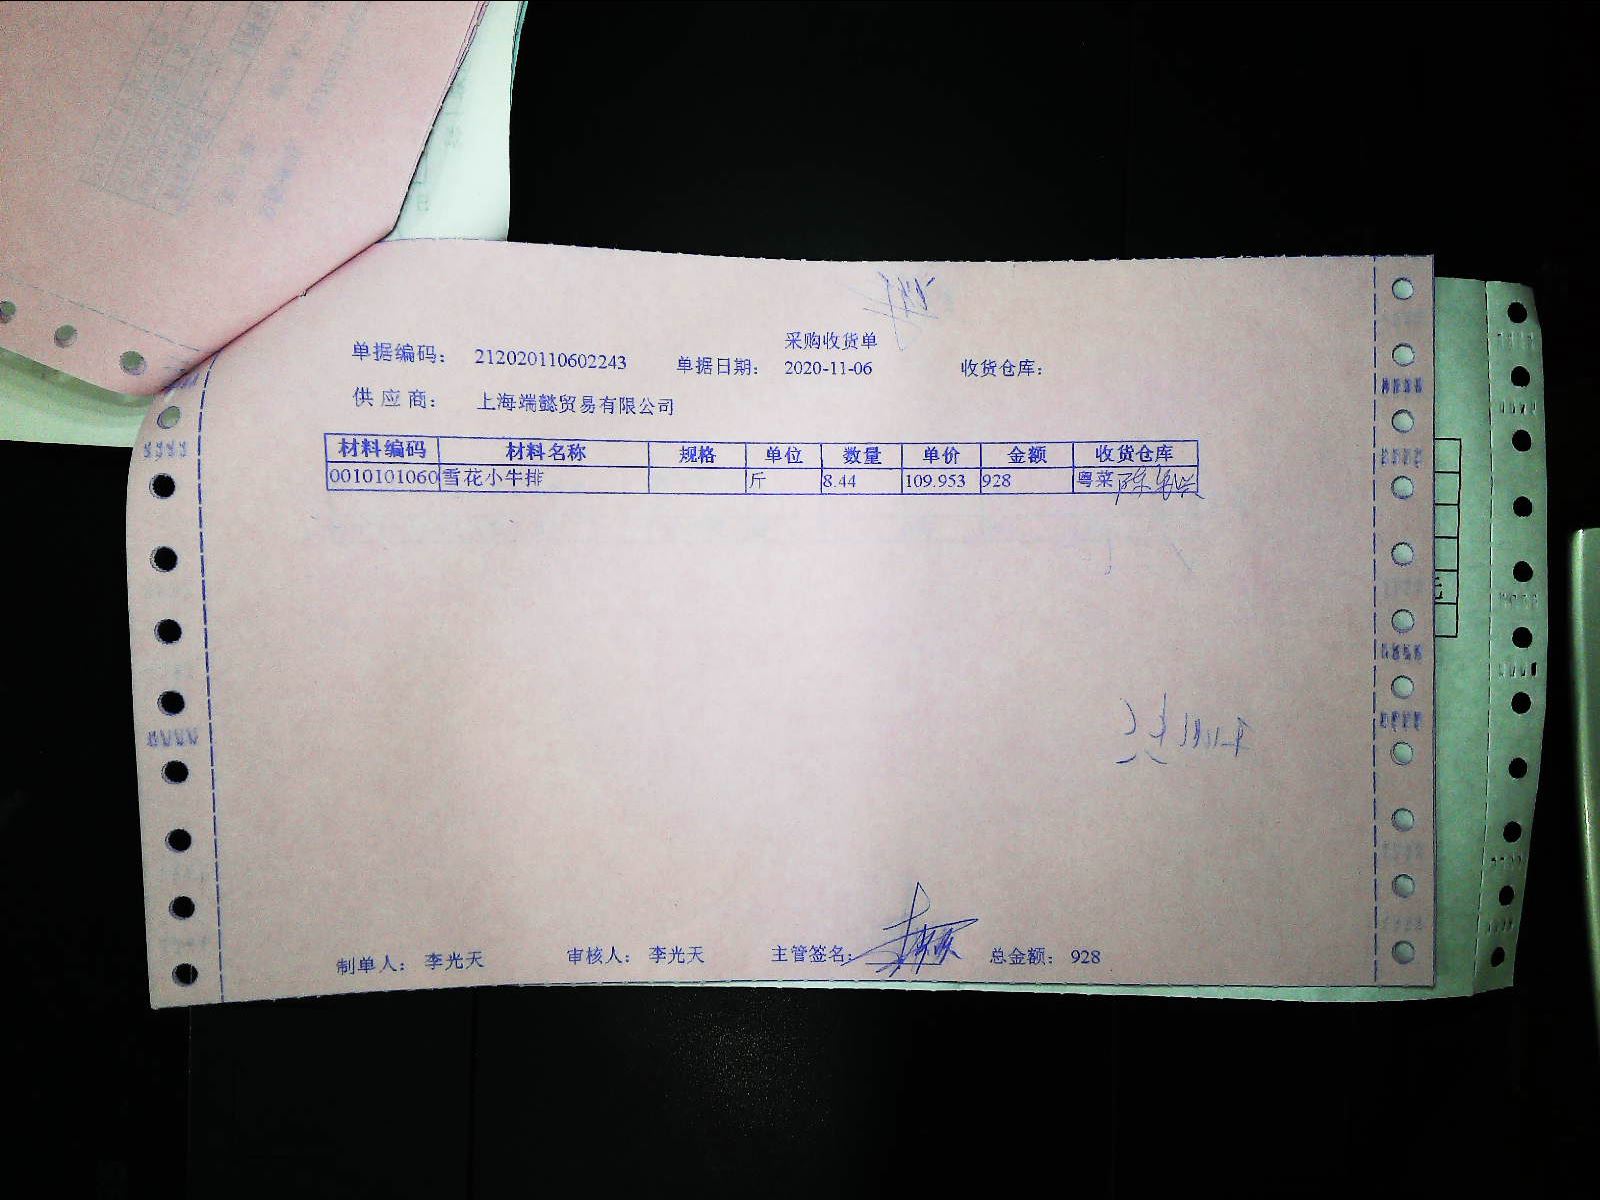 采购收货单
单据编码： 212020110602243 单据日期： 2020-11-06 收货仓库：
供 应 商： 上海端懿贸易有限公司
材料编码 材料名称 规格 单位 数量 单价 金额 收货仓库
0010101060 雪花小牛排 斤 8.44 109.953 928 粤菜
制单人： 李光天 审核人： 李光天 主管签名： 总金额： 928